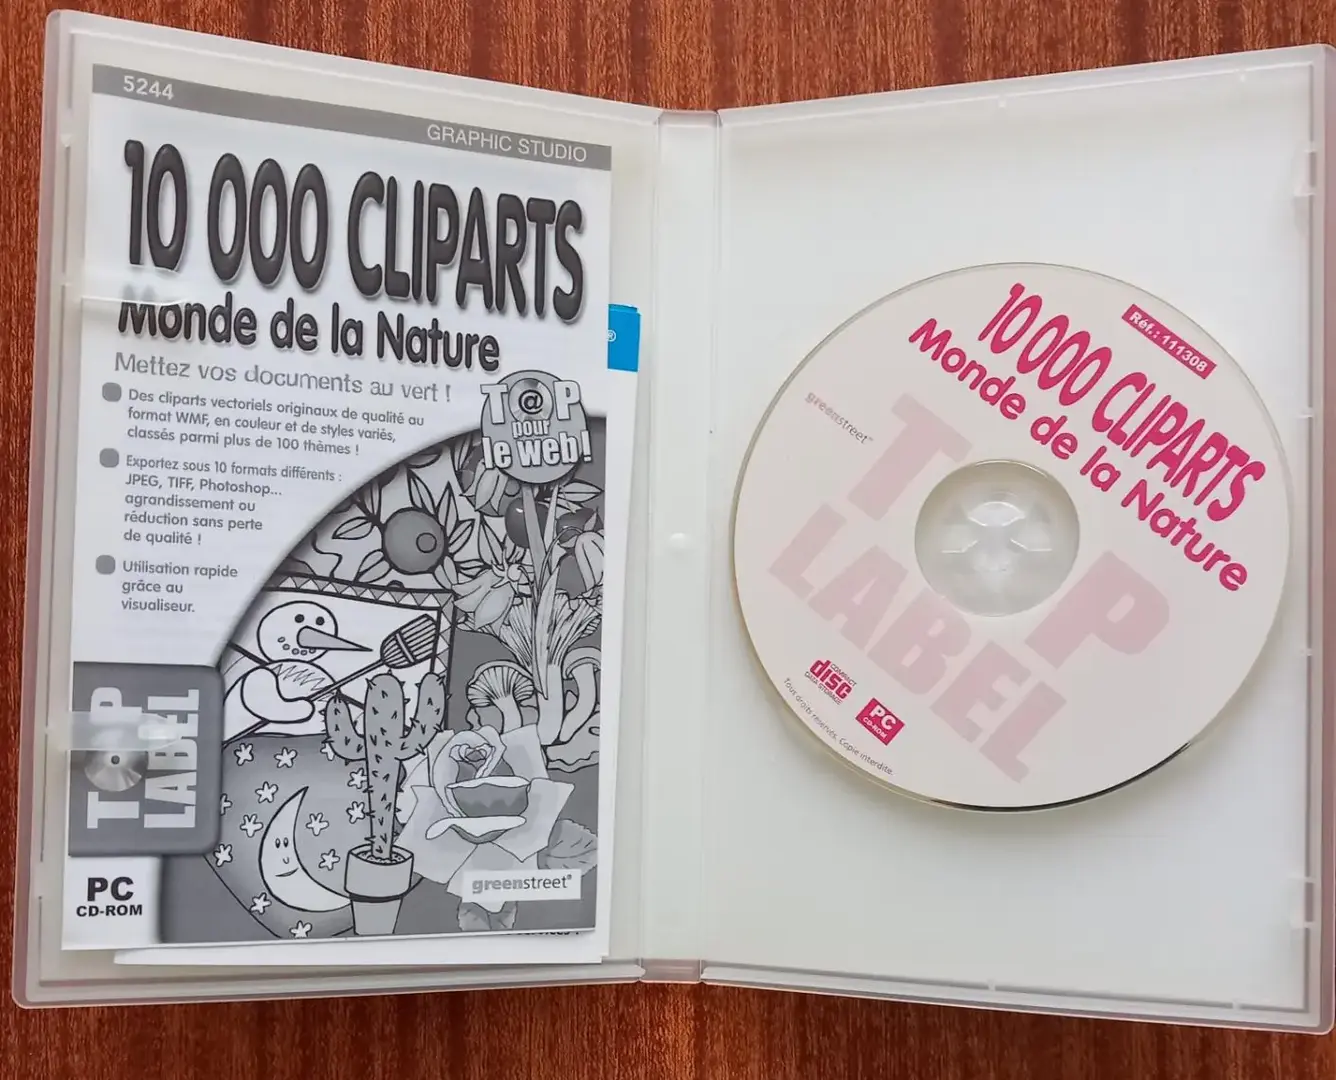 5244
GRAPHIC STUDIO
10 000 CLIPARTS
Monde de la Nature
Mettez vos documents au vert !
Des cliparts vectoriels originaux de qualité au
format WMF, en couleur et de styles variés,
classés parmi plus de 100 thèmes !
Exportez sous 10 formats différents :
JPEG, TIFF, Photoshop...
agrandissement ou
réduction sans perte
de qualité !
Utilisation rapide
grâce au
visualiseur.
T@P
pour
le web!
TOP
LABEL
PC
CD-ROM
greenstreet®
®
Réf.: 111308
10 000 CLIPARTS
Monde de la Nature
greenstreet™
TOP
LABEL
COMPACT
disc
DATA STORAGE
PC
CD-ROM
Tous droits réservés. Copie interdite.